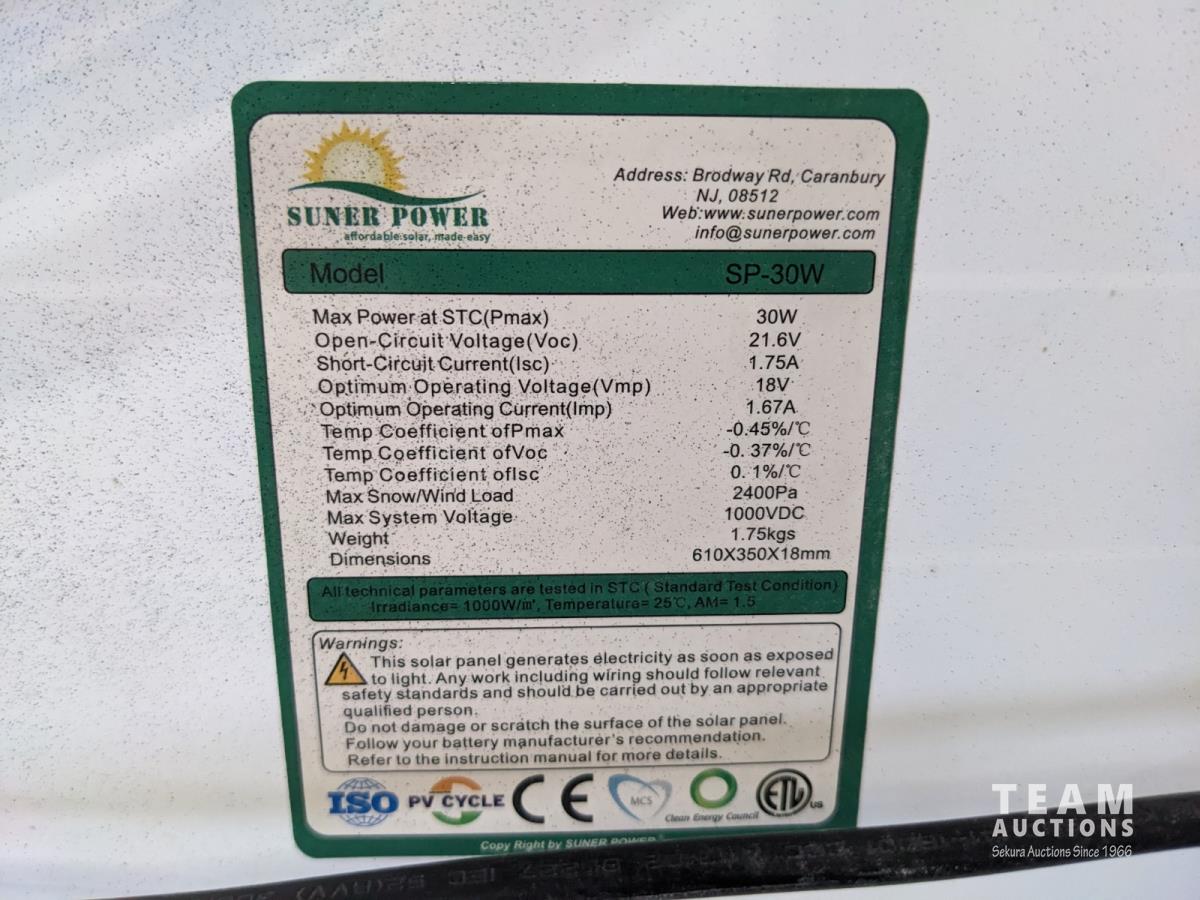 SUNER POWER
affordable solar, made easy
Address: Brodway Rd, Caranbury
NJ, 08512
Web:www.sunerpower.com
info@sunerpower.com
Model SP-30W
Max Power at STC(Pmax) 30W
Open-Circuit Voltage(Voc) 21.6V
Short-Circuit Current(Isc) 1.75A
Optimum Operating Voltage(Vmp) 18V
Optimum Operating Current(Imp) 1.67A
Temp Coefficient ofPmax -0.45%/℃
Temp Coefficient ofVoc -0. 37%/℃
Temp Coefficient ofIsc 0. 1%/℃
Max Snow/Wind Load 2400Pa
Max System Voltage 1000VDC
Weight 1.75kgs
Dimensions 610X350X18mm
All technical parameters are tested in STC ( Standard Test Condition)
Irradiance= 1000W/㎡, Temperature= 25℃, AM= 1.5
Warnings:
This solar panel generates electricity as soon as exposed
to light. Any work including wiring should follow relevant
safety standards and should be carried out by an appropriate
qualified person.
Do not damage or scratch the surface of the solar panel.
Follow your battery manufacturer's recommendation.
Refer to the instruction manual for more details.
ISO PV CYCLE CE MCS Clean Energy Council ETL US
Copy Right by SUNER POWER
TEAM
AUCTIONS
Sekura Auctions Since 1966